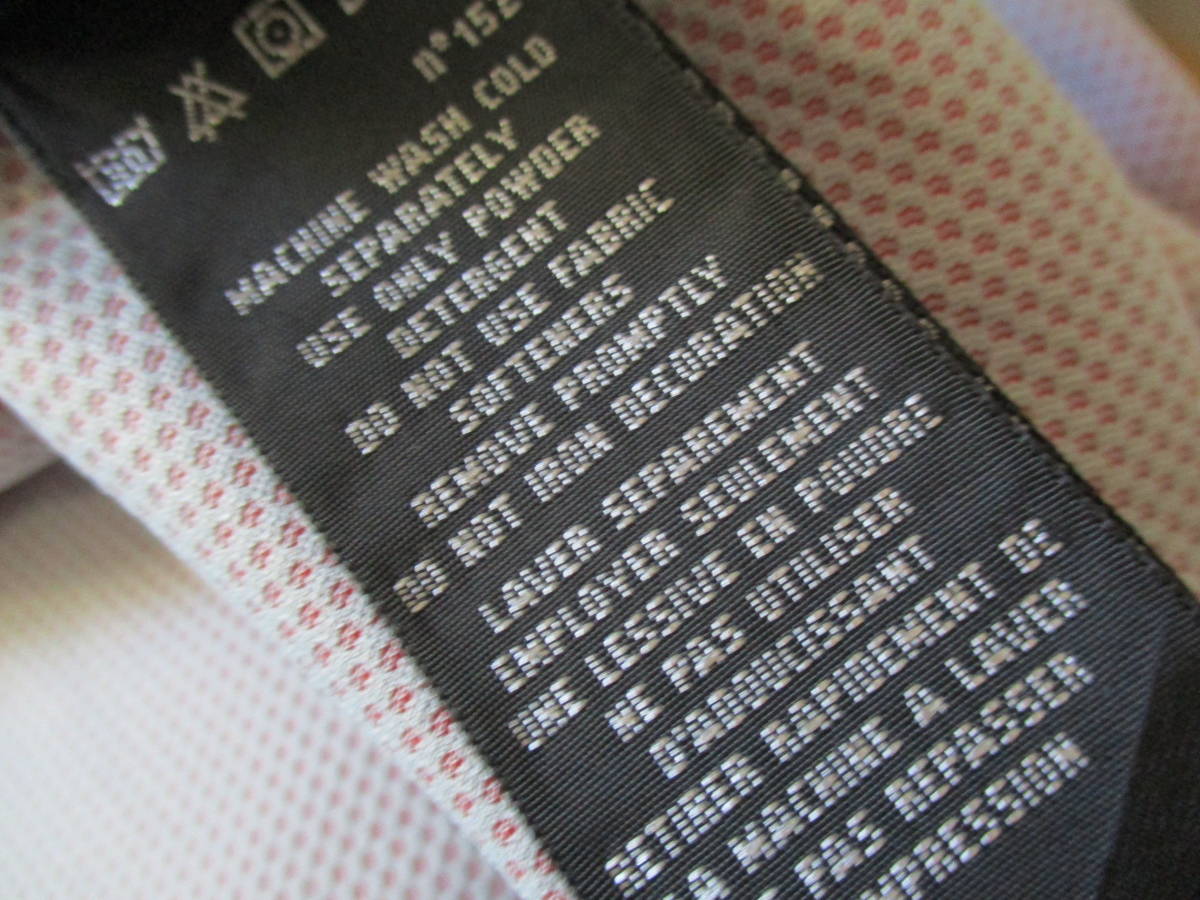 n°152
MACHINE WASH COLD
SEPARATELY
USE ONLY POWDER
DETERGENT
DO NOT USE FABRIC
SOFTENERS
REMOVE PROMPTLY
DO NOT IRON DECORATION
LAVER SEPAREMENT
EMPLOYER SEULEMENT
UNE LESSIVE EN POUDRE
NE PAS UTILISER
D'ADOUCISSANT
RETIRER RAPIDEMENT DE
LA MACHINE A LAVER
PAS REPASSER